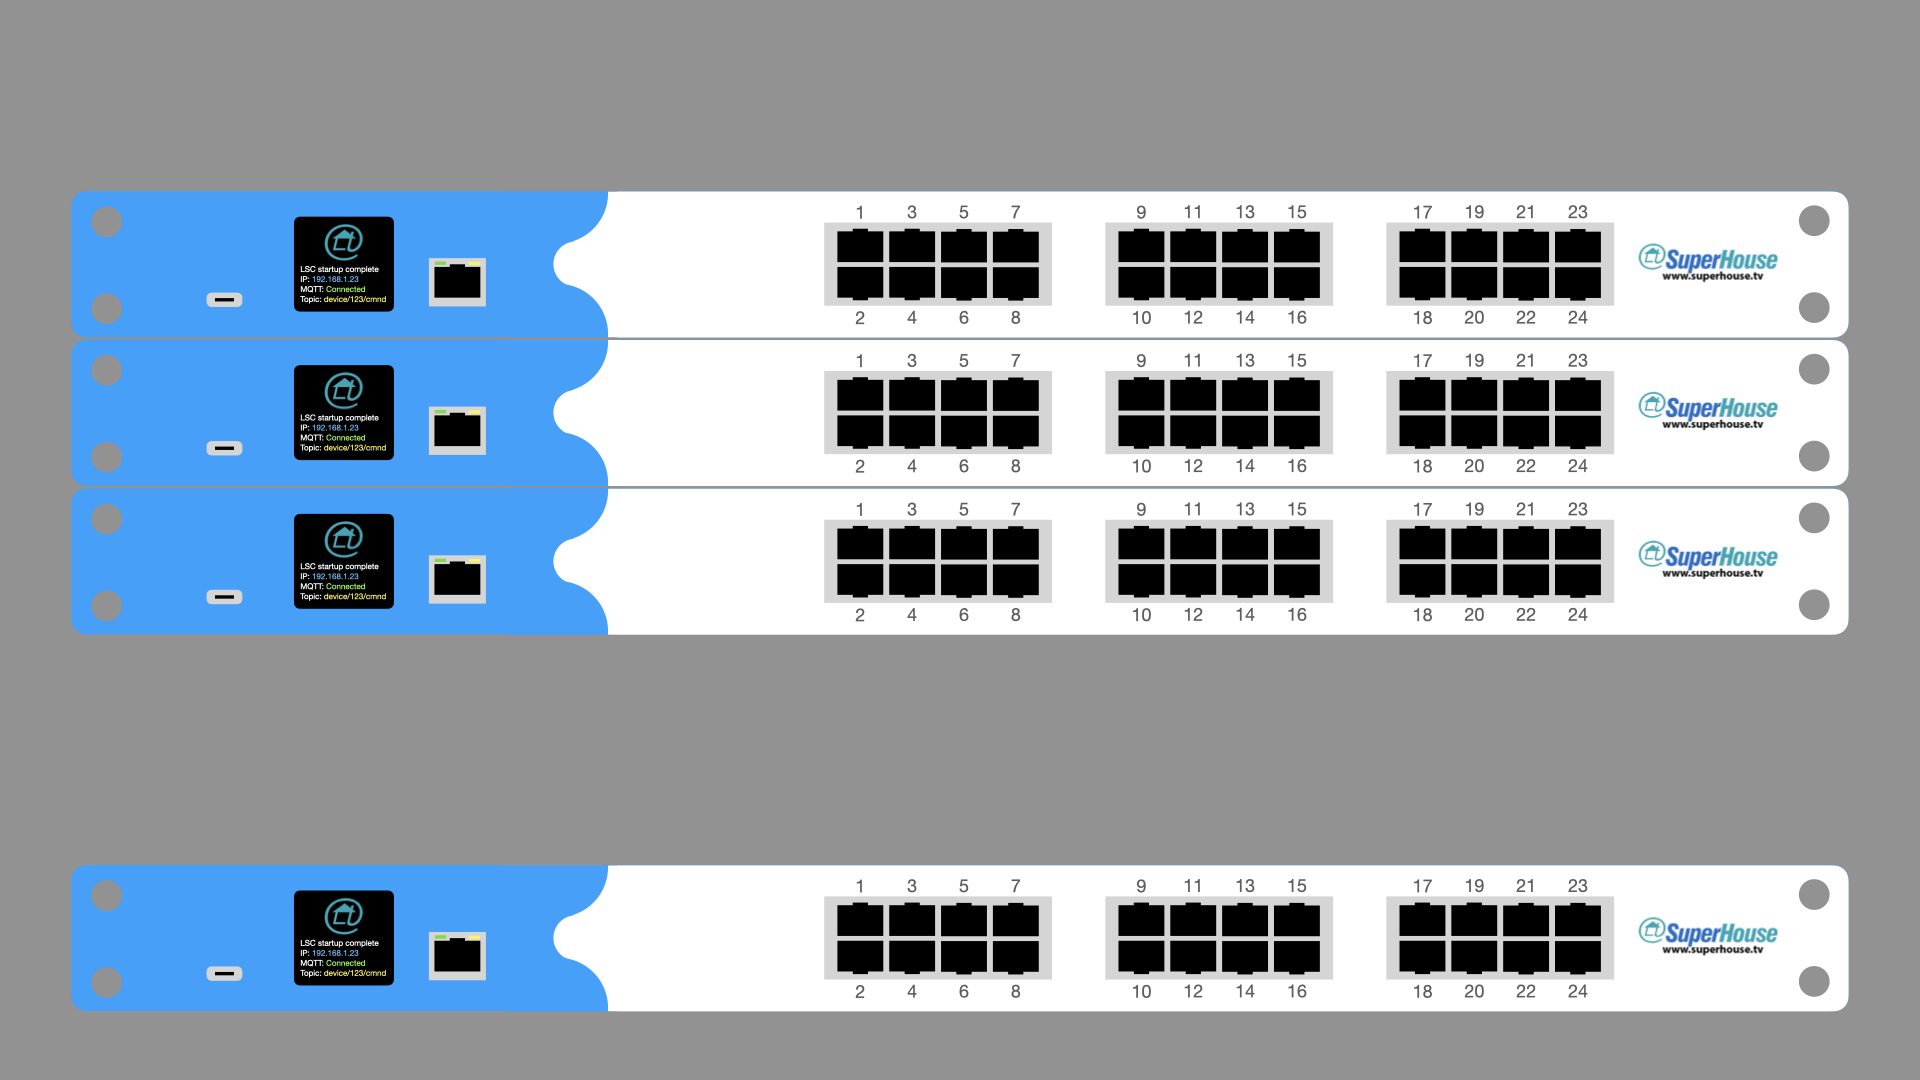 1 3 5 7 9 11 13 15 17 19 21 23
LSC startup complete
IP: 192.168.1.23
MQTT: Connected
Topic: device/123/cmnd
SuperHouse
www.superhouse.tv
2 4 6 8 10 12 14 16 18 20 22 24
1 3 5 7 9 11 13 15 17 19 21 23
LSC startup complete
IP: 192.168.1.23
MQTT: Connected
Topic: device/123/cmnd
SuperHouse
www.superhouse.tv
2 4 6 8 10 12 14 16 18 20 22 24
1 3 5 7 9 11 13 15 17 19 21 23
LSC startup complete
IP: 192.168.1.23
MQTT: Connected
Topic: device/123/cmnd
SuperHouse
www.superhouse.tv
2 4 6 8 10 12 14 16 18 20 22 24
1 3 5 7 9 11 13 15 17 19 21 23
LSC startup complete
IP: 192.168.1.23
MQTT: Connected
Topic: device/123/cmnd
SuperHouse
www.superhouse.tv
2 4 6 8 10 12 14 16 18 20 22 24